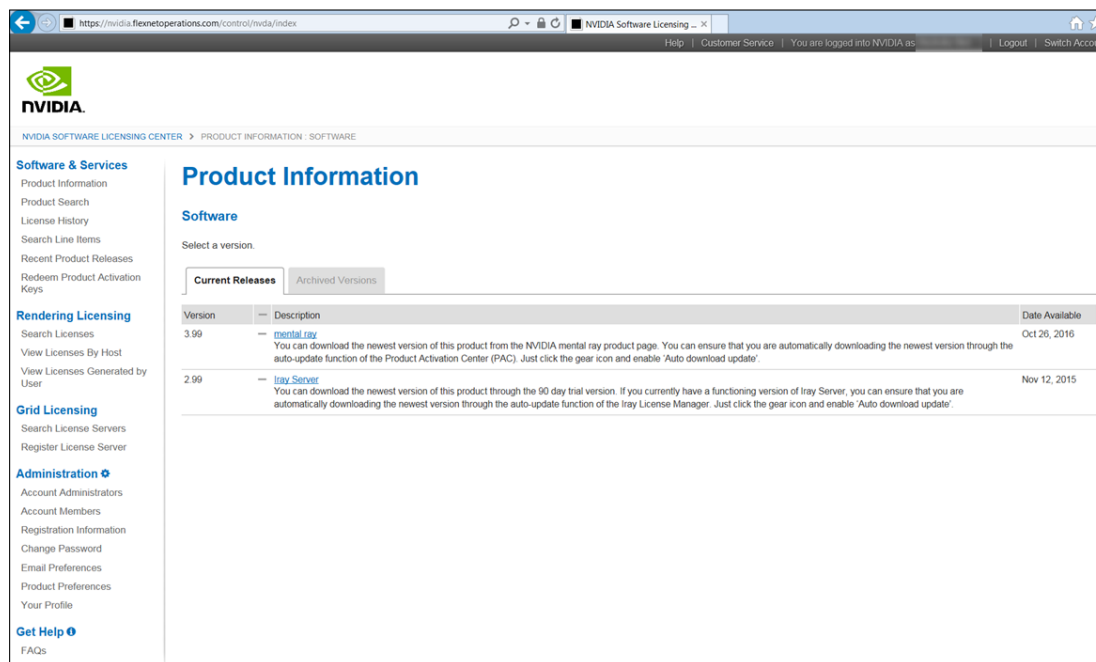 https://nvidia.flexnetoperations.com/control/nvda/index
NVIDIA Software Licensing ...
Help | Customer Service | You are logged into NVIDIA as | Logout | Switch
NVIDIA.
NVIDIA SOFTWARE LICENSING CENTER > PRODUCT INFORMATION : SOFTWARE
Software & Services
Product Information
Product Search
License History
Search Line Items
Recent Product Releases
Redeem Product Activation
Keys
Rendering Licensing
Search Licenses
View Licenses By Host
View Licenses Generated by
User
Grid Licensing
Search License Servers
Register License Server
Administration
Account Administrators
Account Members
Registration Information
Change Password
Email Preferences
Product Preferences
Your Profile
Get Help
FAQs
Product Information
Software
Select a version.
Current Releases
Archived Versions
Version — Description Date Available
3.99 — mental ray Oct 26, 2016
You can download the newest version of this product from the NVIDIA mental ray product page. You can ensure that you are automatically downloading the newest version through the
auto-update function of the Product Activation Center (PAC). Just click the gear icon and enable 'Auto download update'.
2.99 — Iray Server Nov 12, 2015
You can download the newest version of this product through the 90 day trial version. If you currently have a functioning version of Iray Server, you can ensure that you are
automatically downloading the newest version through the auto-update function of the Iray License Manager. Just click the gear icon and enable 'Auto download update'.